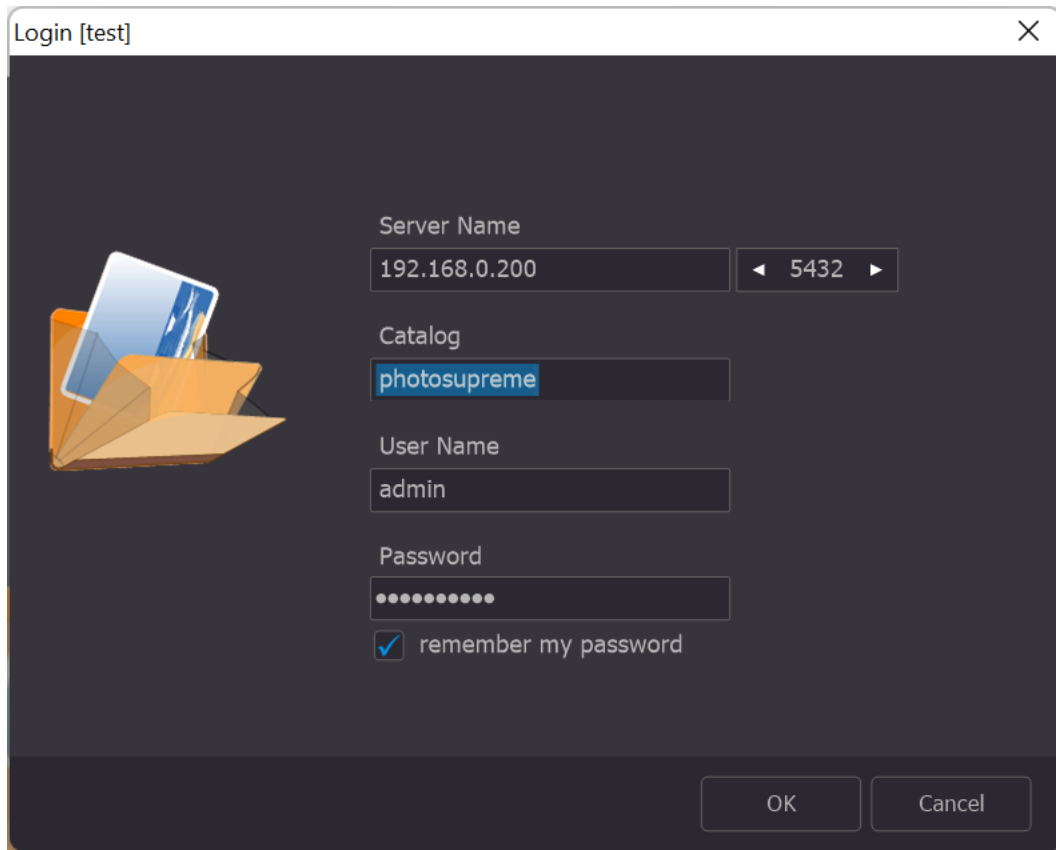 Login [test]
Server Name
192.168.0.200
5432
Catalog
photosupreme
User Name
admin
Password
••••••••••
remember my password
OK
Cancel